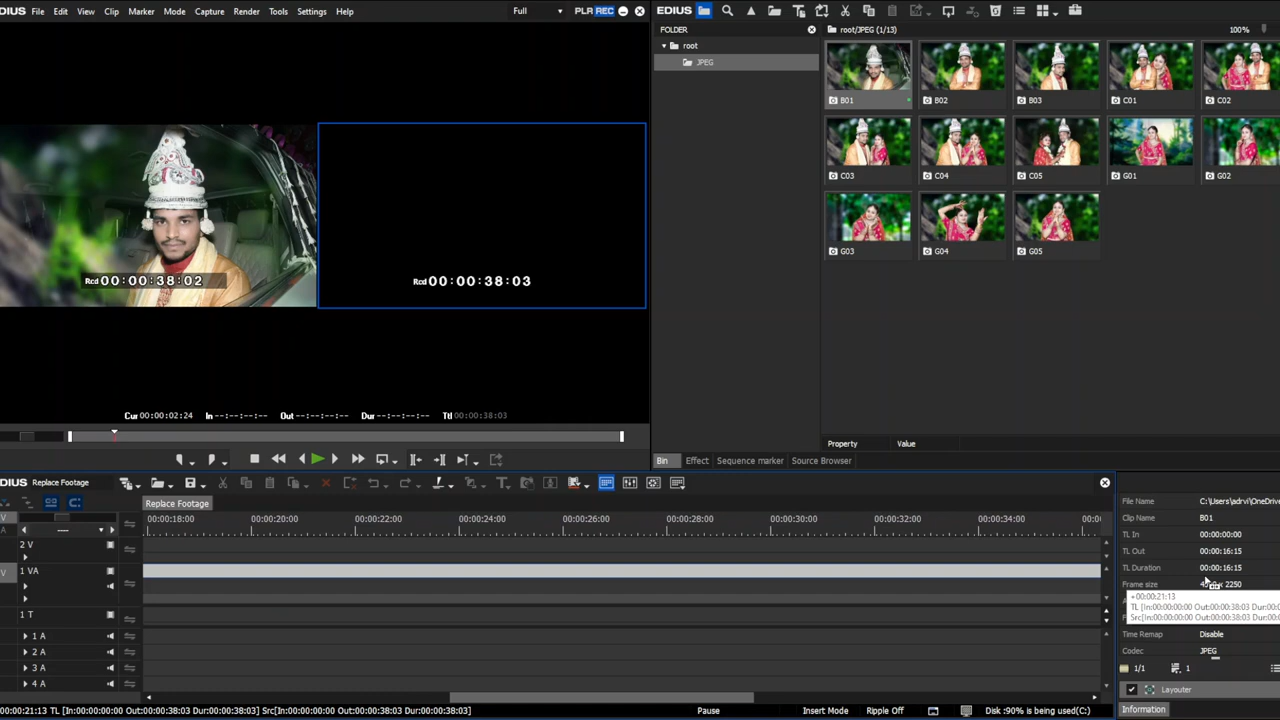 EDIUS File Edit View Clip Marker Mode Capture Render Tools Settings Help Full PLR REC
EDIUS
FOLDER
root
JPEG
root/JPEG (1/13) 100%
B01 B02 B03 C01 C02
C03 C04 C05 G01 G02
G03 G04 G05
Rcd 00:00:38:02
Rcd 00:00:38:03
Cur 00:00:02:24 In --:--:--:-- Out --:--:--:-- Dur --:--:--:-- Ttl 00:00:38:03
Property Value
Bin Effect Sequence marker Source Browser
DIUS Replace Footage
Replace Footage
00:00:18:00 00:00:20:00 00:00:22:00 00:00:24:00 00:00:26:00 00:00:28:00 00:00:30:00 00:00:32:00 00:00:34:00 00:00
V
A
2 V
V 1 VA
1 T
1 A
2 A
3 A
4 A
File Name C:\Users\adrvi\OneDriv
Clip Name B01
TL In 00:00:00:00
TL Out 00:00:16:15
TL Duration 00:00:16:15
Frame size x 2250
+00:00:21:13
TL [In:00:00:00:00 Out:00:00:38:03 Dur:00:0
Src[In:00:00:00:00 Out:00:00:38:03 Dur:00:0
Time Remap Disable
Codec JPEG
1/1 1
Layouter
Information
:00:21:13 TL [In:00:00:00:00 Out:00:00:38:03 Dur:00:00:38:03] Src[In:00:00:00:00 Out:00:00:38:03 Dur:00:00:38:03] Pause Insert Mode Ripple Off Disk :90% is being used(C:)